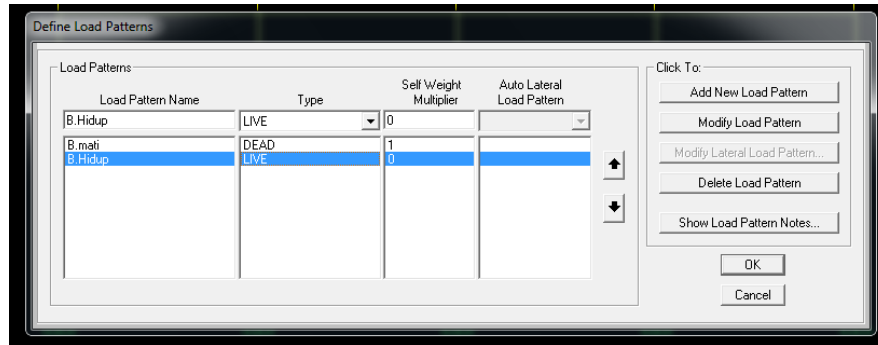 Define Load Patterns
Load Patterns
Click To:
Load Pattern Name Type Self Weight Multiplier Auto Lateral Load Pattern
B.Hidup LIVE 0
B.mati DEAD 1
B.Hidup LIVE 0
Add New Load Pattern
Modify Load Pattern
Modify Lateral Load Pattern...
Delete Load Pattern
Show Load Pattern Notes...
OK
Cancel